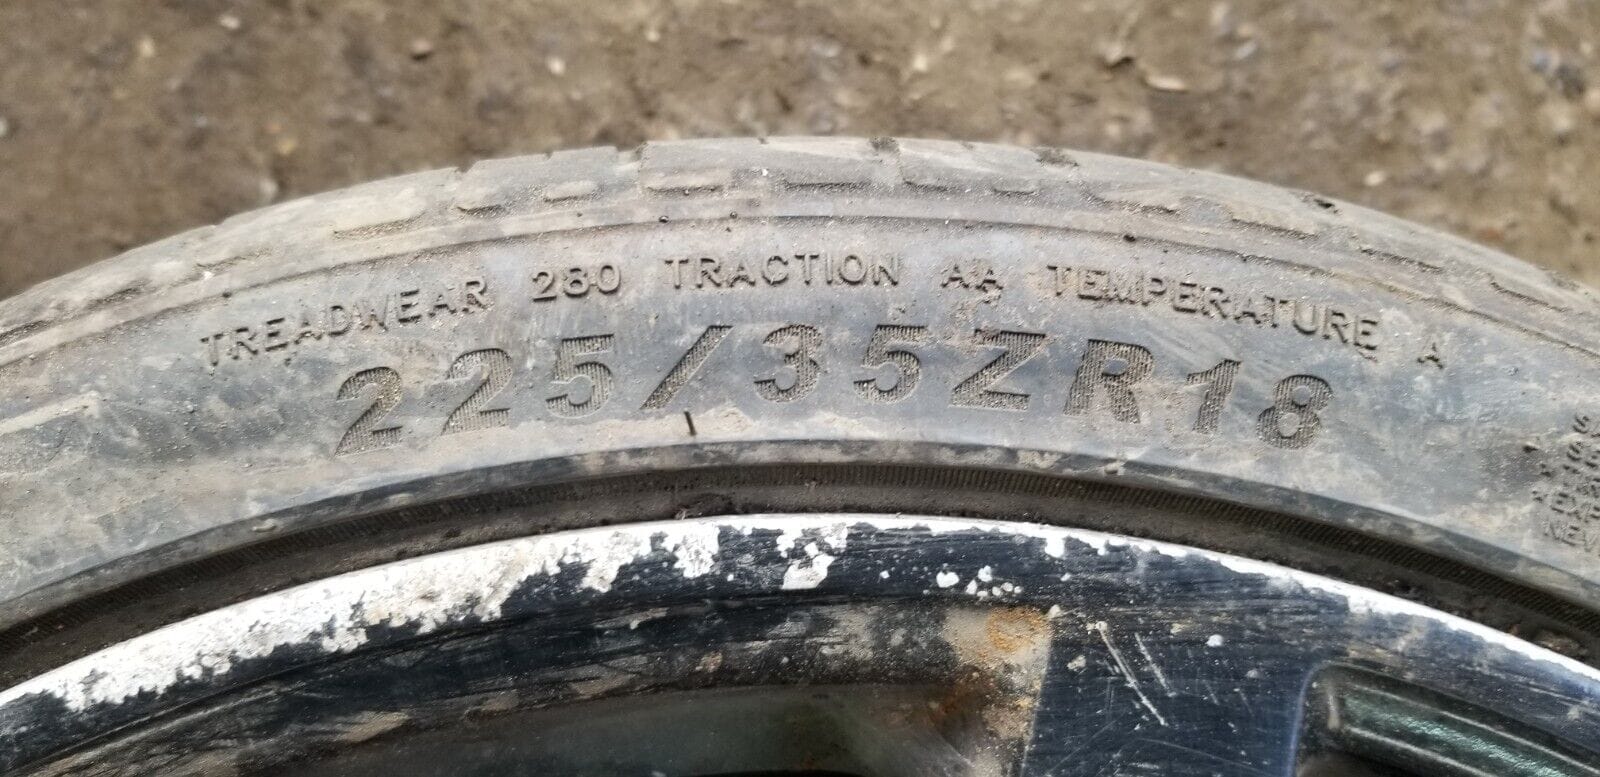 TREADWEAR 280 TRACTION AA TEMPERATURE A
225/35ZR18